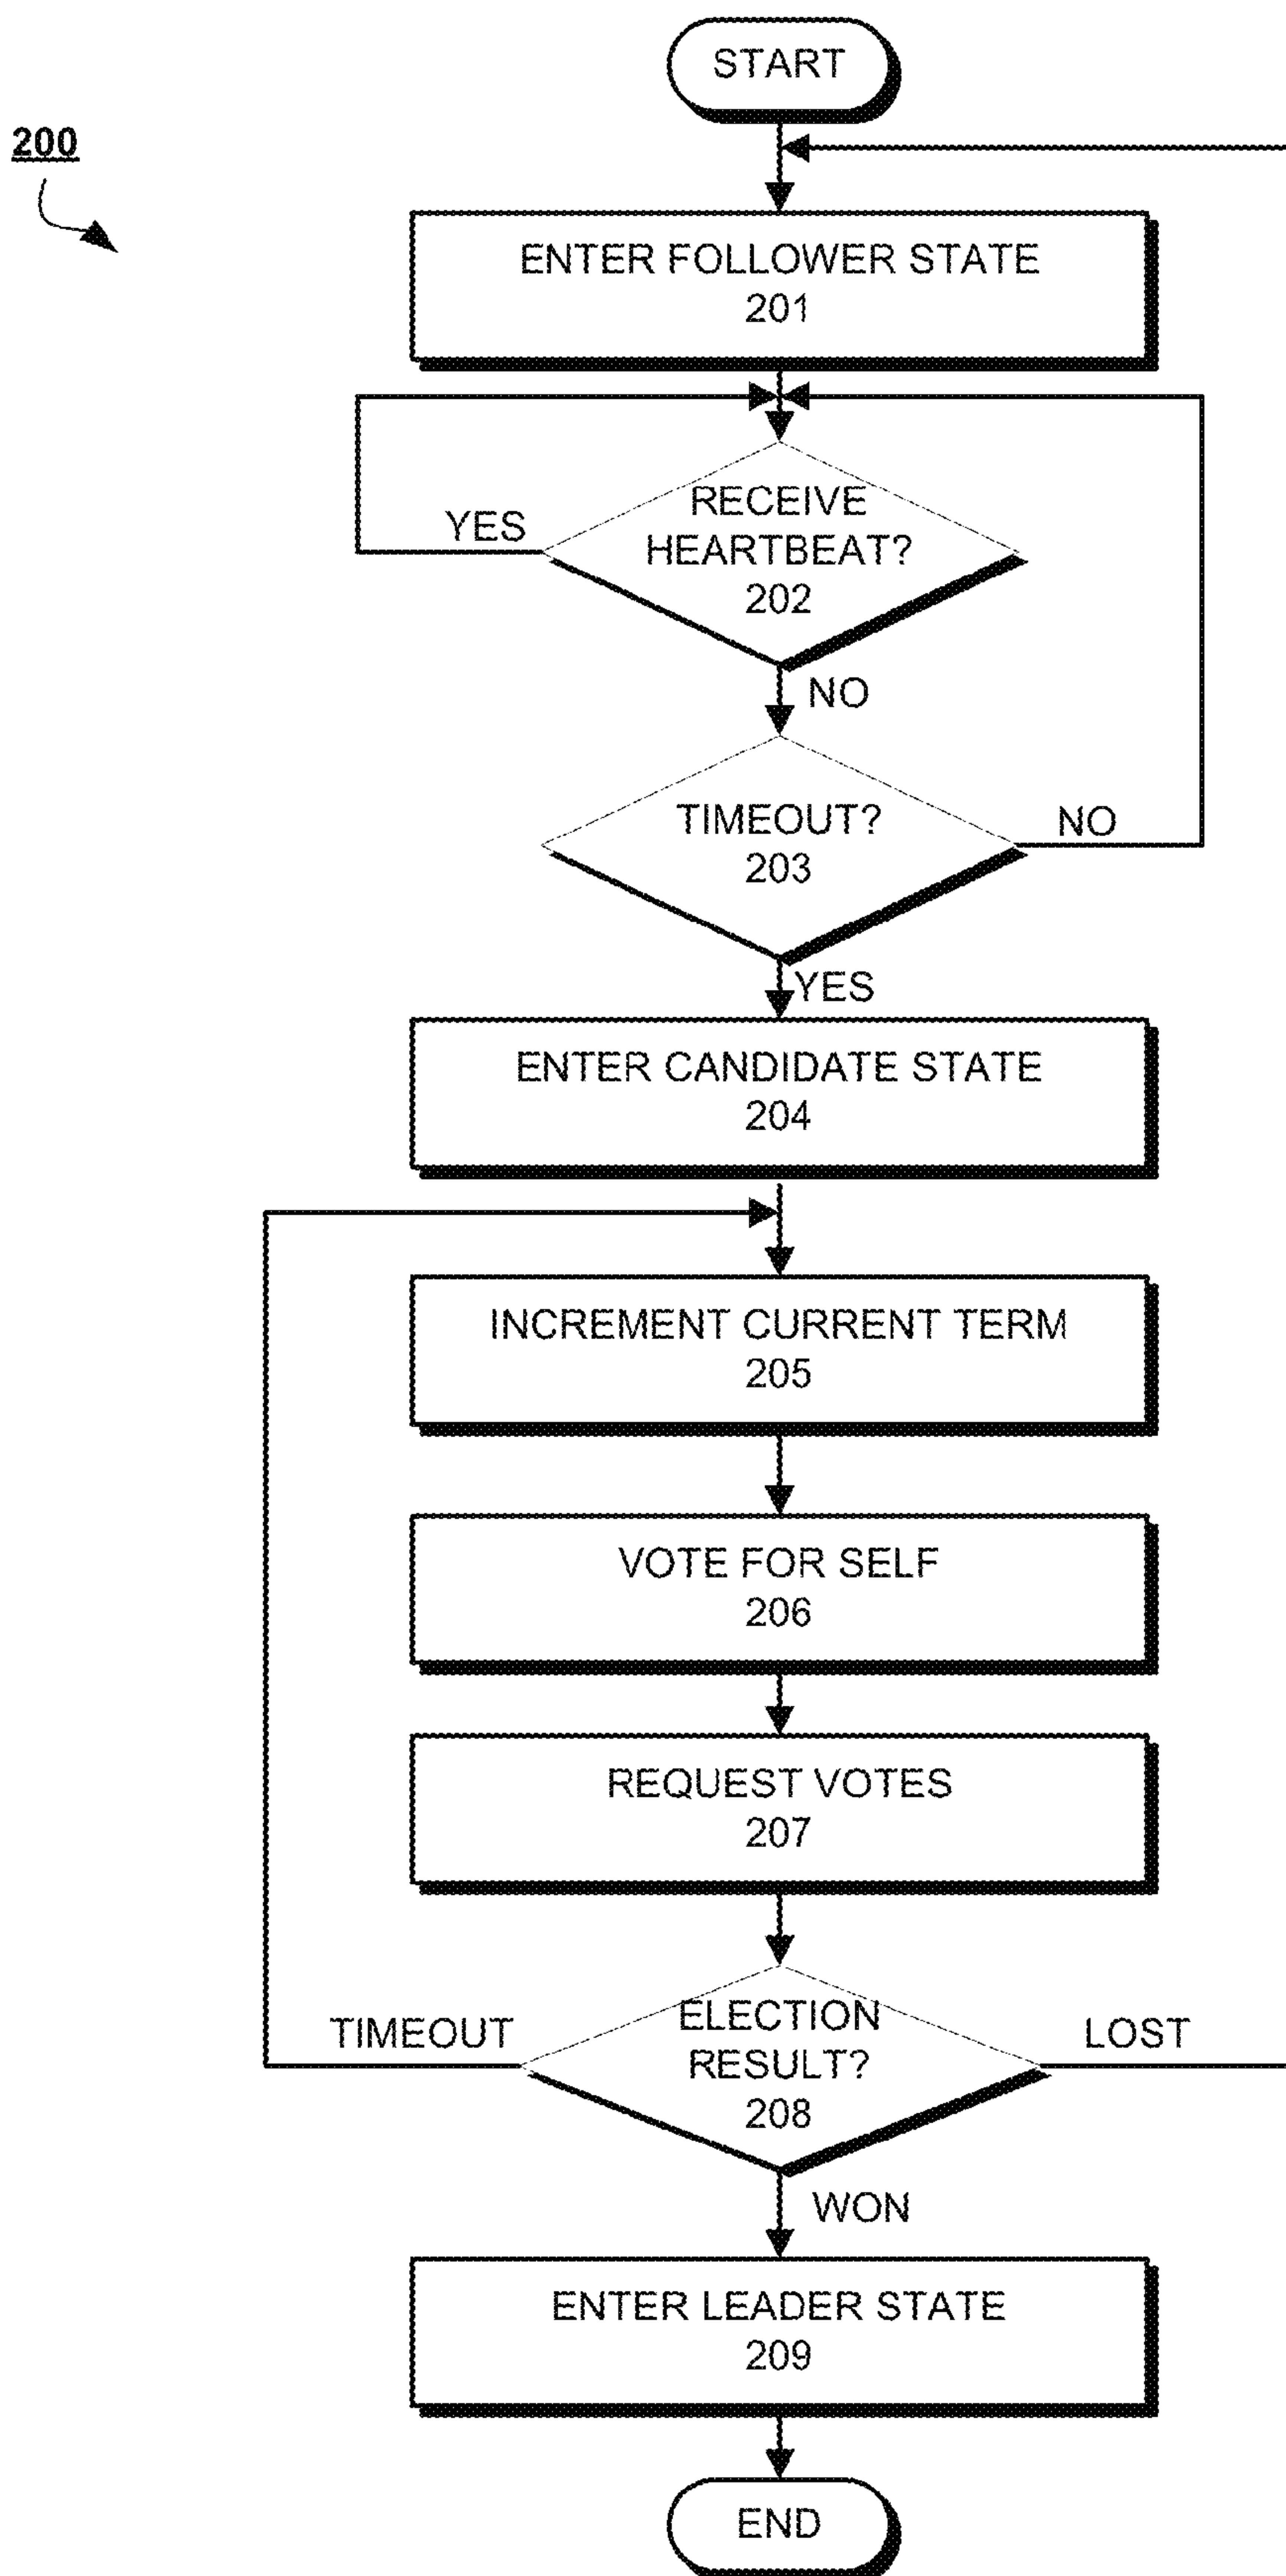 START
200
ENTER FOLLOWER STATE
201
RECEIVE
HEARTBEAT?
202
YES
NO
TIMEOUT?
203
NO
YES
ENTER CANDIDATE STATE
204
INCREMENT CURRENT TERM
205
VOTE FOR SELF
206
REQUEST VOTES
207
ELECTION
RESULT?
208
TIMEOUT
LOST
WON
ENTER LEADER STATE
209
END